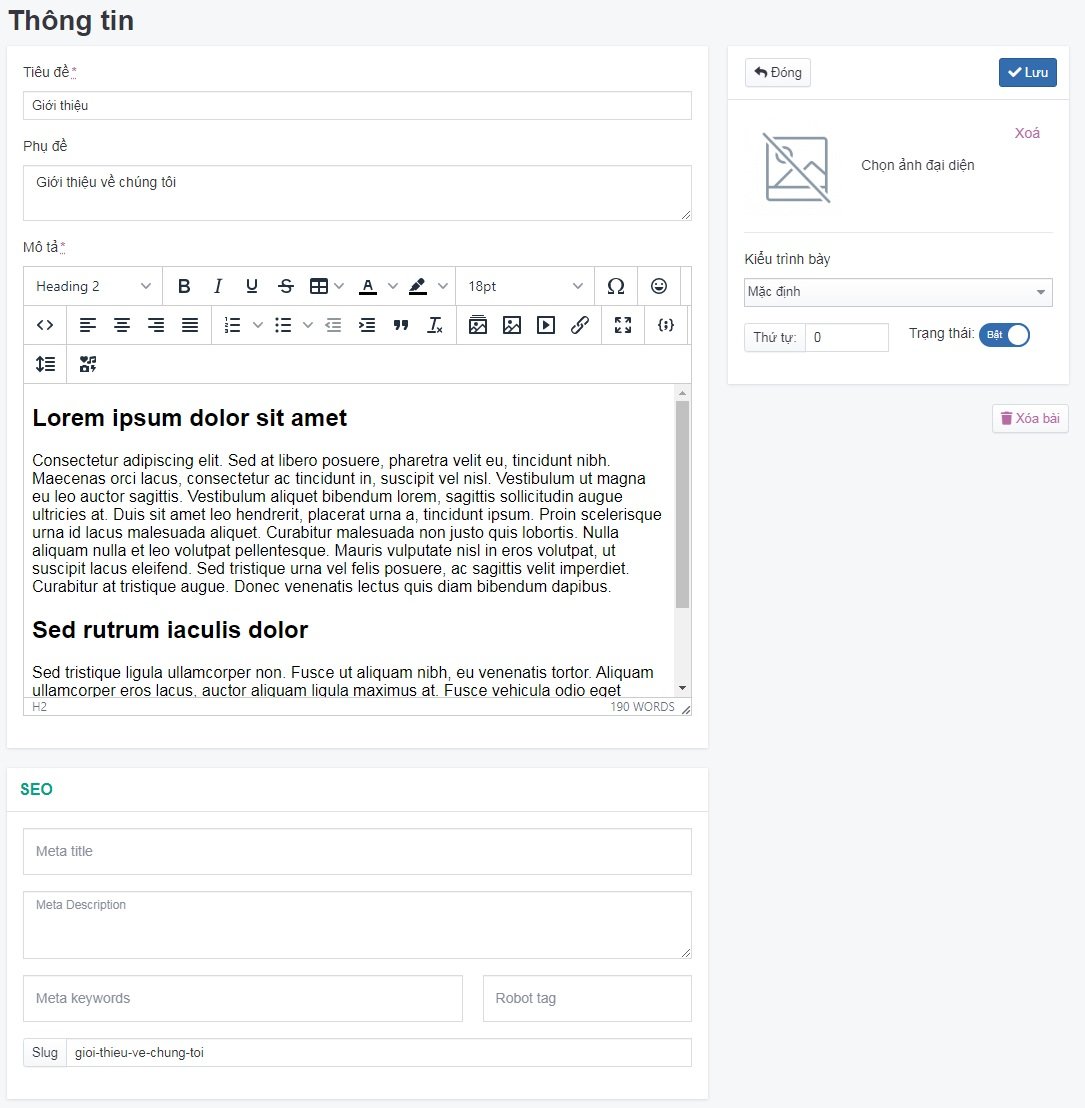 Thông tin
Tiêu đề*
Giới thiệu
Phụ đề
Giới thiệu về chúng tôi
Mô tả*
Heading 2
B I U S A 18pt Ω
Lorem ipsum dolor sit amet
Consectetur adipiscing elit. Sed at libero posuere, pharetra velit eu, tincidunt nibh.
Maecenas orci lacus, consectetur ac tincidunt in, suscipit vel nisl. Vestibulum ut magna
eu leo auctor sagittis. Vestibulum aliquet bibendum lorem, sagittis sollicitudin augue
ultricies at. Duis sit amet leo hendrerit, placerat urna a, tincidunt ipsum. Proin scelerisque
urna id lacus malesuada aliquet. Curabitur malesuada non justo quis lobortis. Nulla
aliquam nulla et leo volutpat pellentesque. Mauris vulputate nisl in eros volutpat, ut
suscipit lacus eleifend. Sed tristique urna vel felis posuere, ac sagittis velit imperdiet.
Curabitur at tristique augue. Donec venenatis lectus quis diam bibendum dapibus.
Sed rutrum iaculis dolor
Sed tristique ligula ullamcorper non. Fusce ut aliquam nibh, eu venenatis tortor. Aliquam
ullamcorper eros lacus, auctor aliquam ligula maximus at. Fusce vehicula odio eget
H2
190 WORDS
SEO
Meta title
Meta Description
Meta keywords
Robot tag
Slug
gioi-thieu-ve-chung-toi
Đóng
Lưu
Xoá
Chọn ảnh đại diện
Kiểu trình bày
Mặc định
Thứ tự: 0
Trạng thái: Bật
Xóa bài